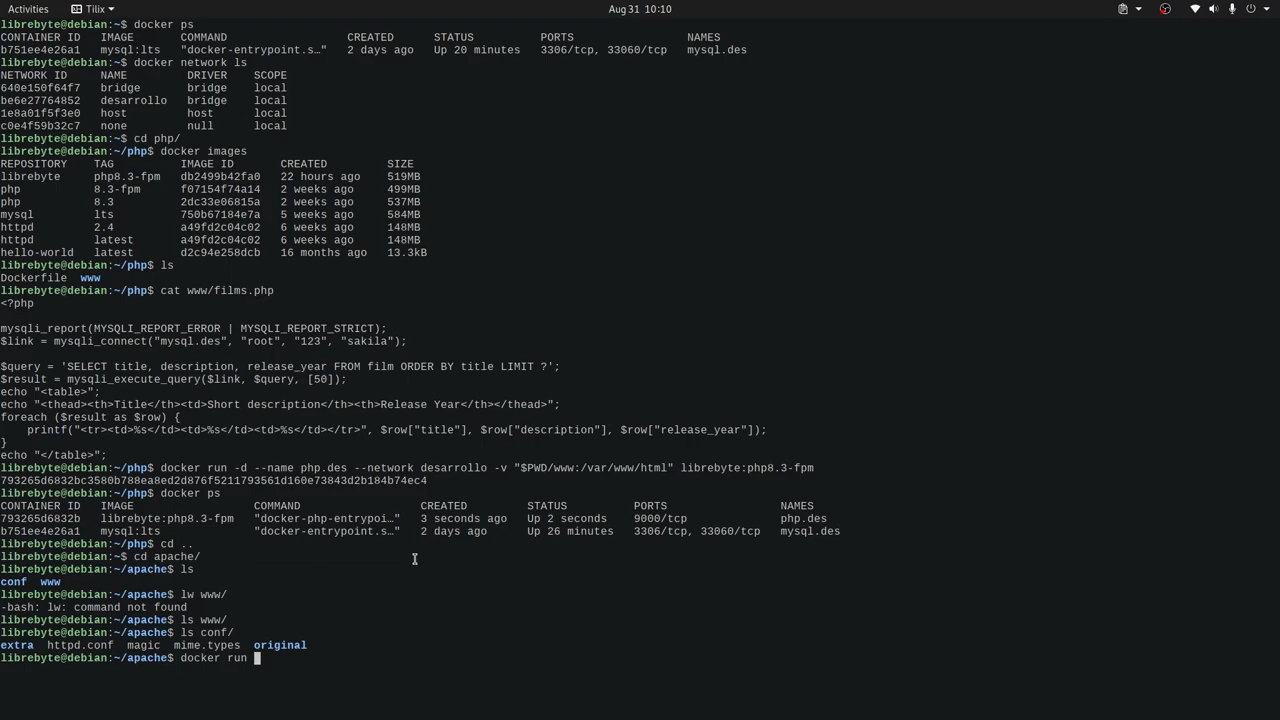 Activities Tilix Aug 31 10:10
librebyte@debian:~$ docker ps
CONTAINER ID IMAGE COMMAND CREATED STATUS PORTS NAMES
b751ee4e26a1 mysql:lts "docker-entrypoint.s…" 2 days ago Up 20 minutes 3306/tcp, 33060/tcp mysql.des
librebyte@debian:~$ docker network ls
NETWORK ID NAME DRIVER SCOPE
640e150f64f7 bridge bridge local
be6e27764852 desarrollo bridge local
1e8a01f5f3e0 host host local
c0e4f59b32c7 none null local
librebyte@debian:~$ cd php/
librebyte@debian:~/php$ docker images
REPOSITORY TAG IMAGE ID CREATED SIZE
librebyte php8.3-fpm db2499b42fa0 22 hours ago 519MB
php 8.3-fpm f07154f74a14 2 weeks ago 499MB
php 8.3 2dc33e06815a 2 weeks ago 537MB
mysql lts 750b67184e7a 5 weeks ago 584MB
httpd 2.4 a49fd2c04c02 6 weeks ago 148MB
httpd latest a49fd2c04c02 6 weeks ago 148MB
hello-world latest d2c94e258dcb 16 months ago 13.3kB
librebyte@debian:~/php$ ls
Dockerfile www
librebyte@debian:~/php$ cat www/films.php
<?php
mysqli_report(MYSQLI_REPORT_ERROR | MYSQLI_REPORT_STRICT);
$link = mysqli_connect("mysql.des", "root", "123", "sakila");
$query = 'SELECT title, description, release_year FROM film ORDER BY title LIMIT ?';
$result = mysqli_execute_query($link, $query, [50]);
echo "<table>";
echo "<thead><th>Title</th><td>Short description</th><th>Release Year</th></thead>";
foreach ($result as $row) {
printf("<tr><td>%s</td><td>%s</td><td>%s</td></tr>", $row["title"], $row["description"], $row["release_year"]);
}
echo "</table>";
librebyte@debian:~/php$ docker run -d --name php.des --network desarrollo -v "$PWD/www:/var/www/html" librebyte:php8.3-fpm
793265d6832bc3580b788ea8ed2d876f5211793561d160e73843d2b184b74ec4
librebyte@debian:~/php$ docker ps
CONTAINER ID IMAGE COMMAND CREATED STATUS PORTS NAMES
793265d6832b librebyte:php8.3-fpm "docker-php-entrypoi…" 3 seconds ago Up 2 seconds 9000/tcp php.des
b751ee4e26a1 mysql:lts "docker-entrypoint.s…" 2 days ago Up 26 minutes 3306/tcp, 33060/tcp mysql.des
librebyte@debian:~/php$ cd ..
librebyte@debian:~$ cd apache/
librebyte@debian:~/apache$ ls
conf www
librebyte@debian:~/apache$ lw www/
-bash: lw: command not found
librebyte@debian:~/apache$ ls www/
librebyte@debian:~/apache$ ls conf/
extra httpd.conf magic mime.types original
librebyte@debian:~/apache$ docker run